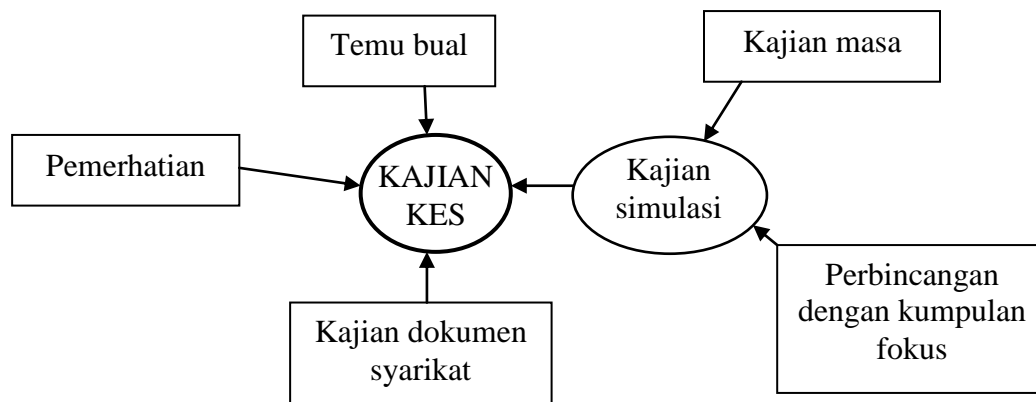 Temu bual
Kajian masa
Pemerhatian
KAJIAN
KES
Kajian
simulasi
Kajian dokumen
syarikat
Perbincangan
dengan kumpulan
fokus